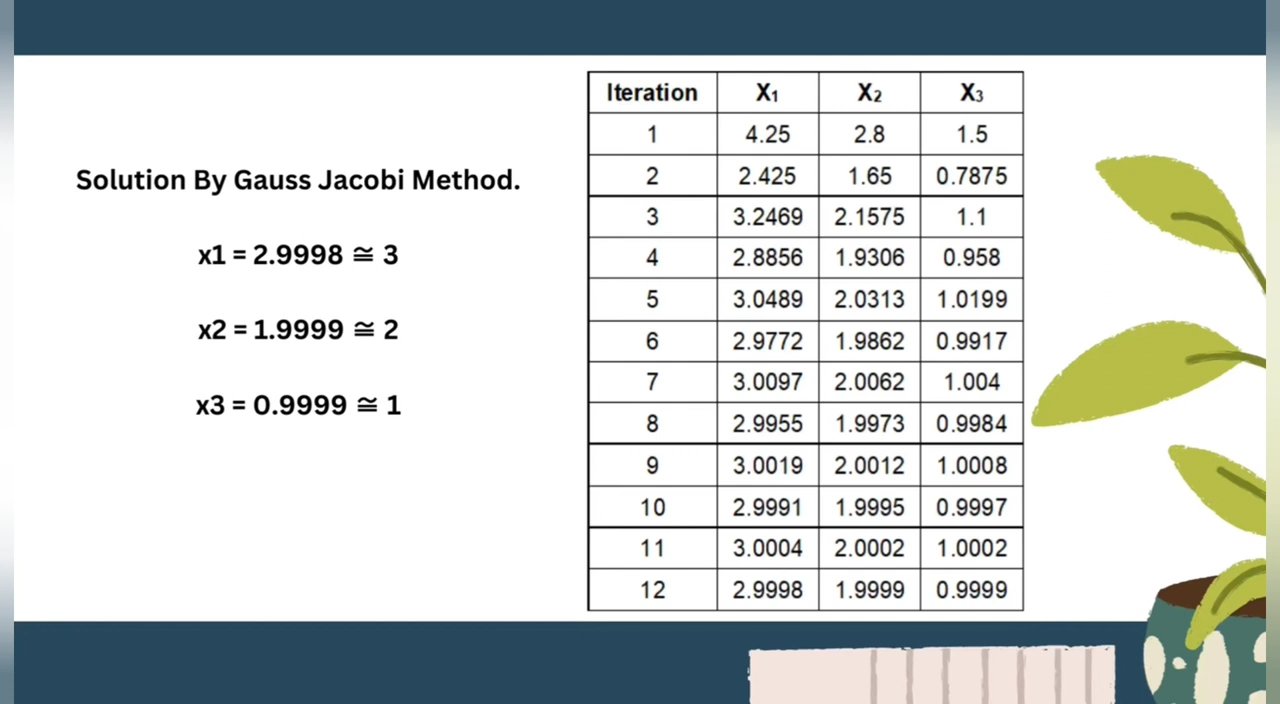 Solution By Gauss Jacobi Method.
x1 = 2.9998 ≅ 3
x2 = 1.9999 ≅ 2
x3 = 0.9999 ≅ 1
Iteration X₁ X₂ X₃
1 4.25 2.8 1.5
2 2.425 1.65 0.7875
3 3.2469 2.1575 1.1
4 2.8856 1.9306 0.958
5 3.0489 2.0313 1.0199
6 2.9772 1.9862 0.9917
7 3.0097 2.0062 1.004
8 2.9955 1.9973 0.9984
9 3.0019 2.0012 1.0008
10 2.9991 1.9995 0.9997
11 3.0004 2.0002 1.0002
12 2.9998 1.9999 0.9999